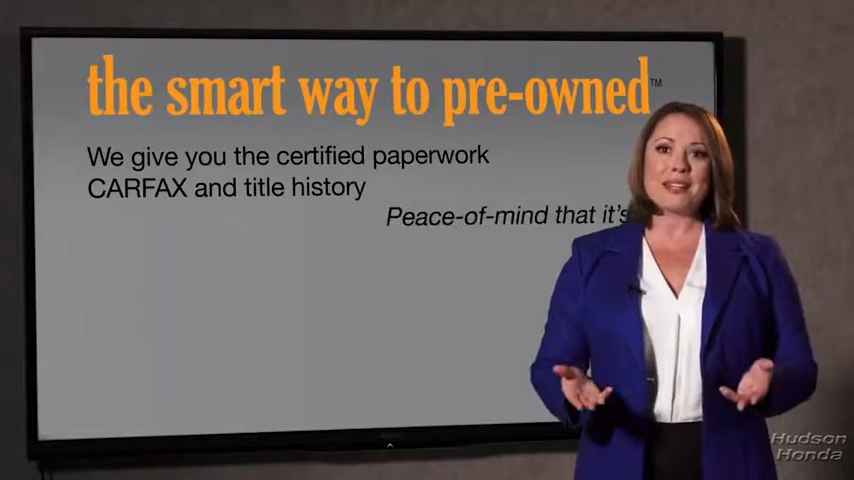 the smart way to pre-owned™
We give you the certified paperwork
CARFAX and title history
Peace-of-mind that it's
Hudson
Honda